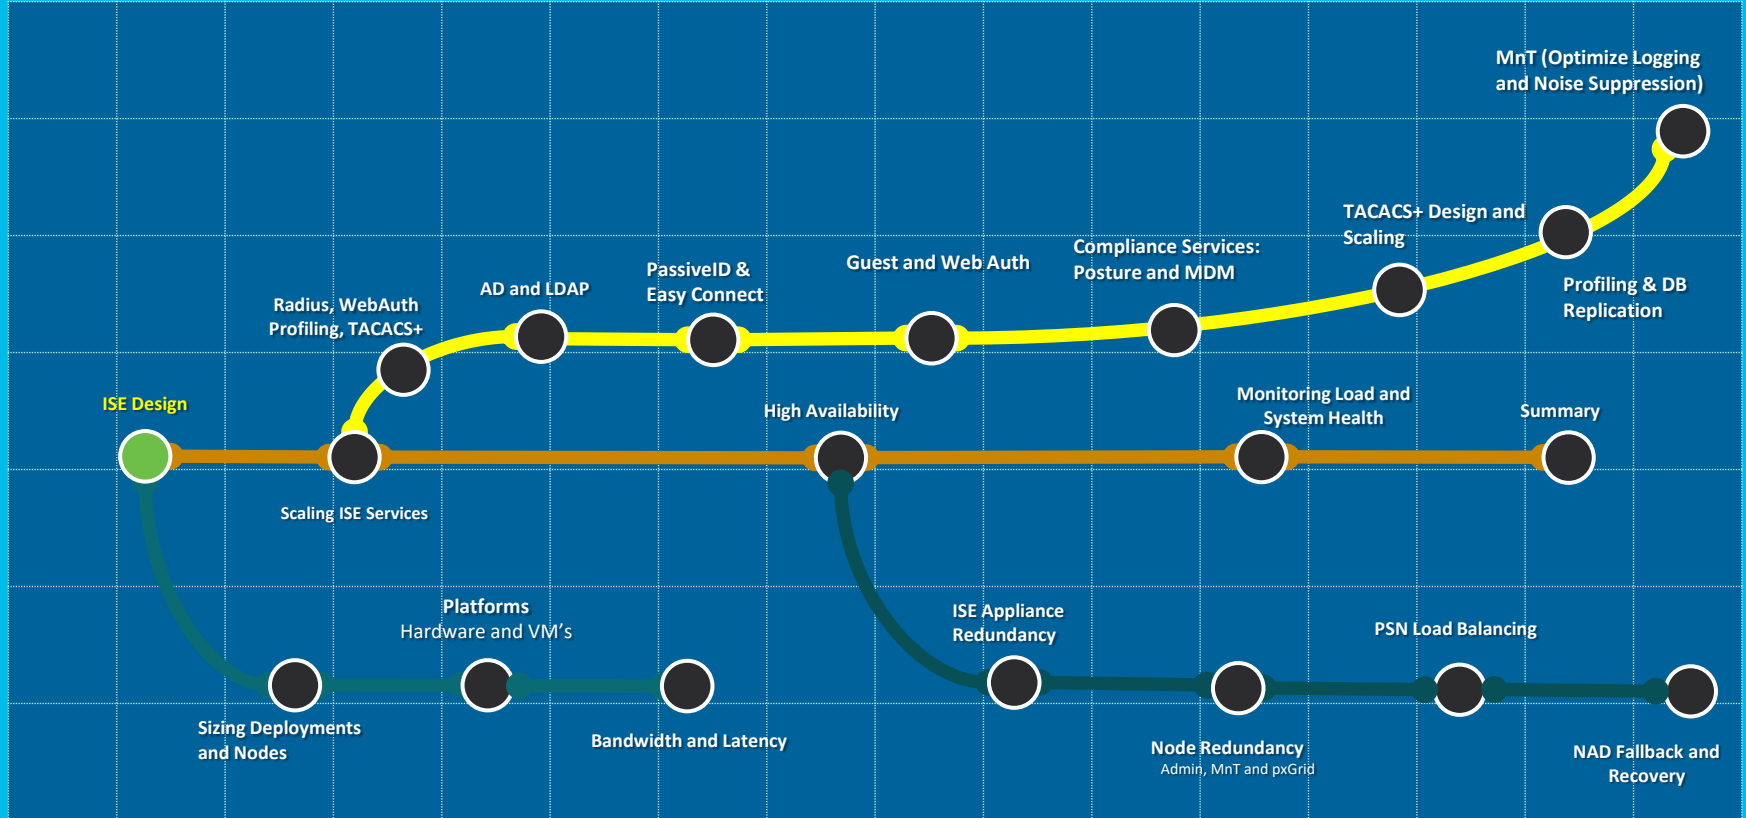 MnT (Optimize Logging
and Noise Suppression)
TACACS+ Design and
Scaling
Profiling & DB
Replication
Compliance Services:
Posture and MDM
Guest and Web Auth
PassiveID &
Easy Connect
AD and LDAP
Radius, WebAuth
Profiling, TACACS+
ISE Design
Scaling ISE Services
High Availability
Monitoring Load and
System Health
Summary
Platforms
Hardware and VM's
Sizing Deployments
and Nodes
Bandwidth and Latency
ISE Appliance
Redundancy
Node Redundancy
Admin, MnT and pxGrid
PSN Load Balancing
NAD Fallback and
Recovery